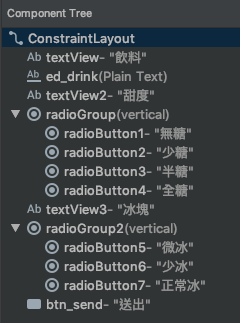 Component Tree
ConstraintLayout
Ab textView- "飲料"
Ab ed_drink(Plain Text)
Ab textView2- "甜度"
radioGroup(vertical)
radioButton1- "無糖"
radioButton2- "少糖"
radioButton3- "半糖"
radioButton4- "全糖"
Ab textView3- "冰塊"
radioGroup2(vertical)
radioButton5- "微冰"
radioButton6- "少冰"
radioButton7- "正常冰"
btn_send- "送出"